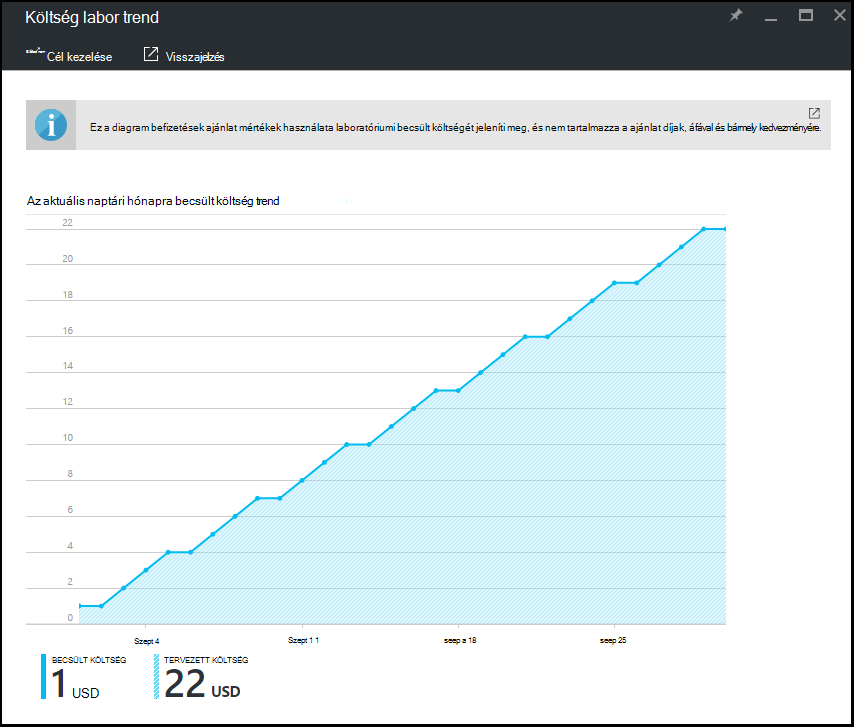 Költség labor trend
Cél kezelése
Visszajelzés
Ez a diagram befizetések ajánlat mértékek használata laboratóriumi becsült költségét jeleníti meg, és nem tartalmazza a ajánlat díjak, áfával és bármely kedvezményére.
Az aktuális naptári hónapra becsült költség trend
22
20
18
16
14
12
10
8
6
4
2
0
Szept 4 Szept 1 1 seep a 18 seep 25
BECSÜLT KÖLTSÉG TERVEZETT KÖLTSÉG
1 USD 22 USD